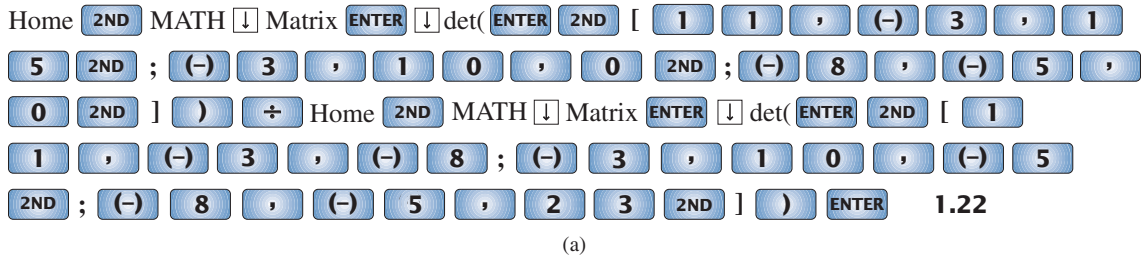 Home 2ND MATH ↓ Matrix ENTER ↓ det( ENTER 2ND [ 1 1 , (–) 3 , 1
5 2ND ; (–) 3 , 1 0 , 0 2ND ; (–) 8 , (–) 5 ,
0 2ND ] ) ÷ Home 2ND MATH ↓ Matrix ENTER ↓ det( ENTER 2ND [ 1
1 , (–) 3 , (–) 8 ; (–) 3 , 1 0 , (–) 5
2ND ; (–) 8 , (–) 5 , 2 3 2ND ] ) ENTER 1.22
(a)